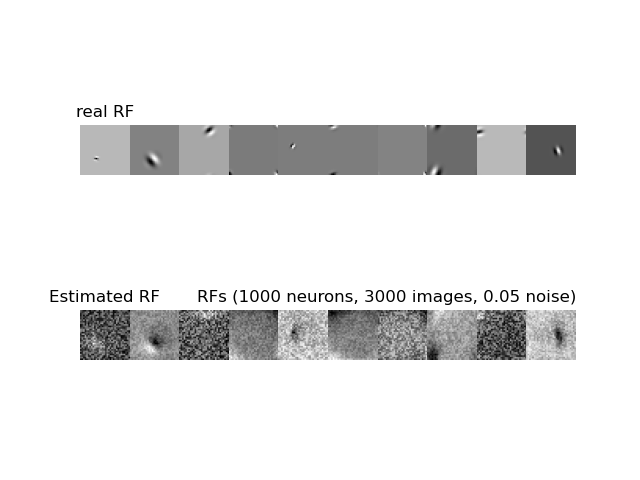 real RF
Estimated RF
RFs (1000 neurons, 3000 images, 0.05 noise)